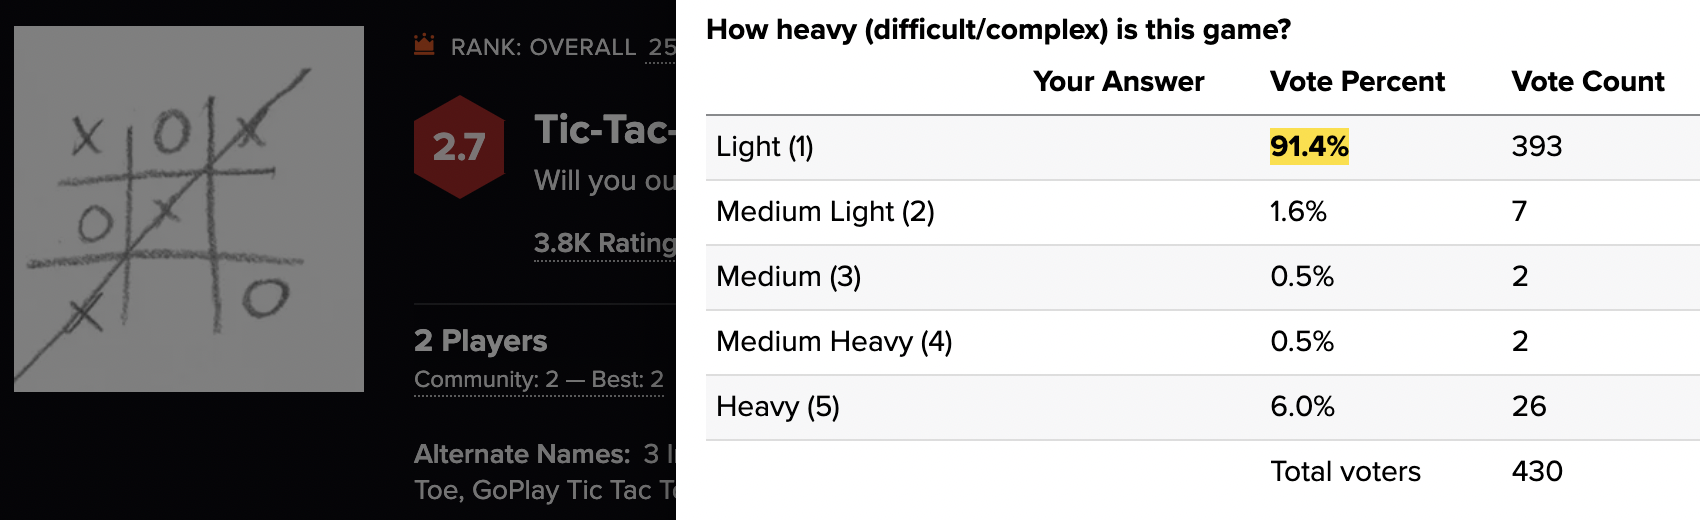 RANK: OVERALL 25
2.7
Tic-Tac-
Will you ou
3.8K Rating
2 Players
Community: 2 — Best: 2
Alternate Names: 3 I
Toe, GoPlay Tic Tac T
X O X
O X
X O
How heavy (difficult/complex) is this game?
Your Answer Vote Percent Vote Count
Light (1) 91.4% 393
Medium Light (2) 1.6% 7
Medium (3) 0.5% 2
Medium Heavy (4) 0.5% 2
Heavy (5) 6.0% 26
Total voters 430